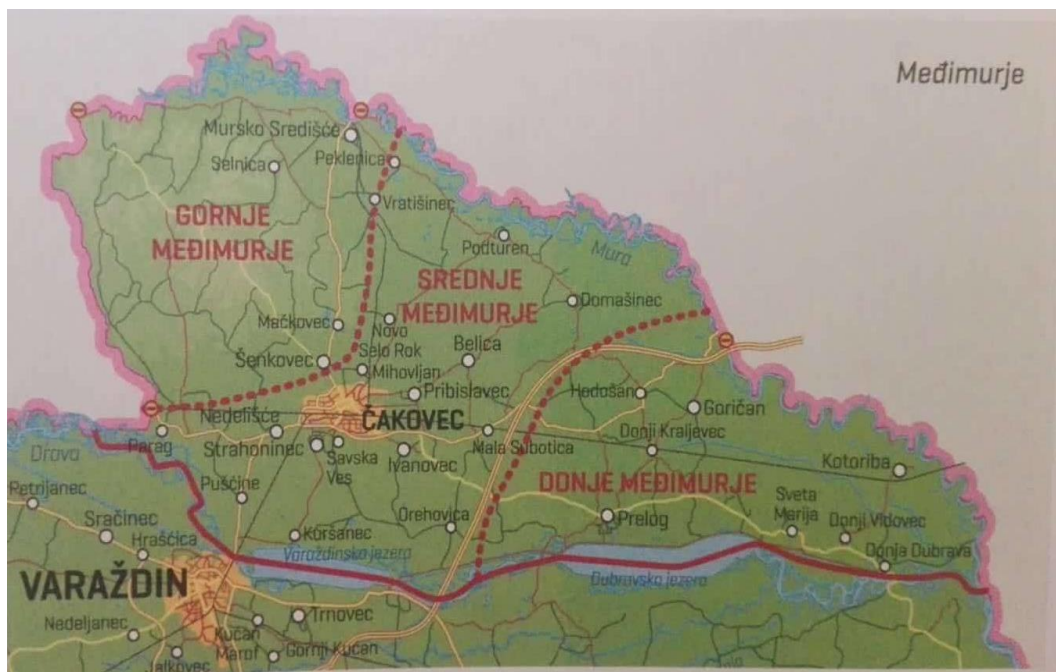 Međimurje
Mursko Središće
Peklenica
Selnica
Vratišinec
GORNJE
MEĐIMURJE
Podturen
Mura
SREDNJE
MEĐIMURJE
Domašinec
Mačkovec
Novo
Selo Rok
Belica
Šenkovec
Mihovljan
Pribislavec
Hodošan
Goričan
Nedelišće
ČAKOVEC
Parag
Strahoninec
Donji Kraljevec
Drava
Savska
Ves
Ivanovec
Mala Subotica
Kotoriba
Petrijanec
Pušćine
DONJE MEĐIMURJE
Sveta
Marija
Sračinec
Orehovica
Prelog
Donji Vidovec
Hrašćica
Kuršanec
Varaždinsko jezero
Donja Dubrava
VARAŽDIN
Dubravsko jezero
Trnovec
Nedeljanec
Kućan
Marof
Gornji Kućan
Jalkovec